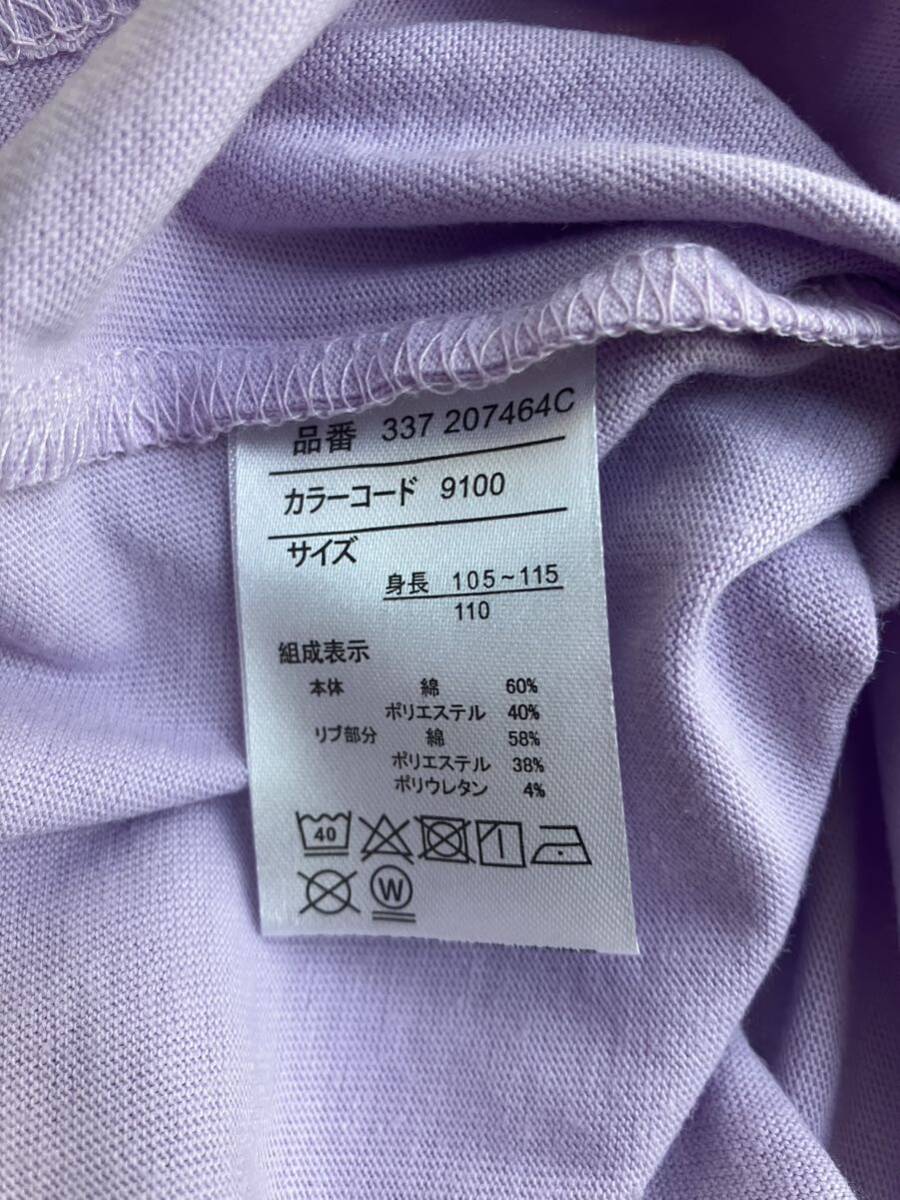 品番 337 207464C
カラーコード 9100
サイズ
身長 105~115
110
組成表示
本体 綿 60%
ポリエステル 40%
リブ部分 綿 58%
ポリエステル 38%
ポリウレタン 4%
40
W